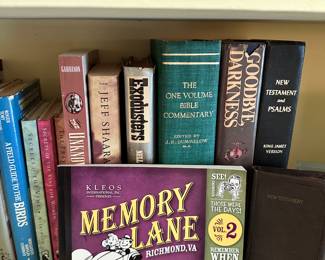 A FIELD GUIDE TO THE BIRDS
GARRISON
JEFF SHAARA
Exodusters
THE
ONE VOLUME
BIBLE
COMMENTARY
EDITED BY
J. R. DUMMELOW
GOODBYE
DARKNESS
NEW
TESTAMENT
and
PSALMS
KING JAMES
VERSION
KLEOS
PRESENTS
MEMORY
LANE
RICHMOND, VA
SEE!
THOSE WERE
THE DAYS!
VOL
2
REMEMBER
WHEN
NEW TESTAMENT